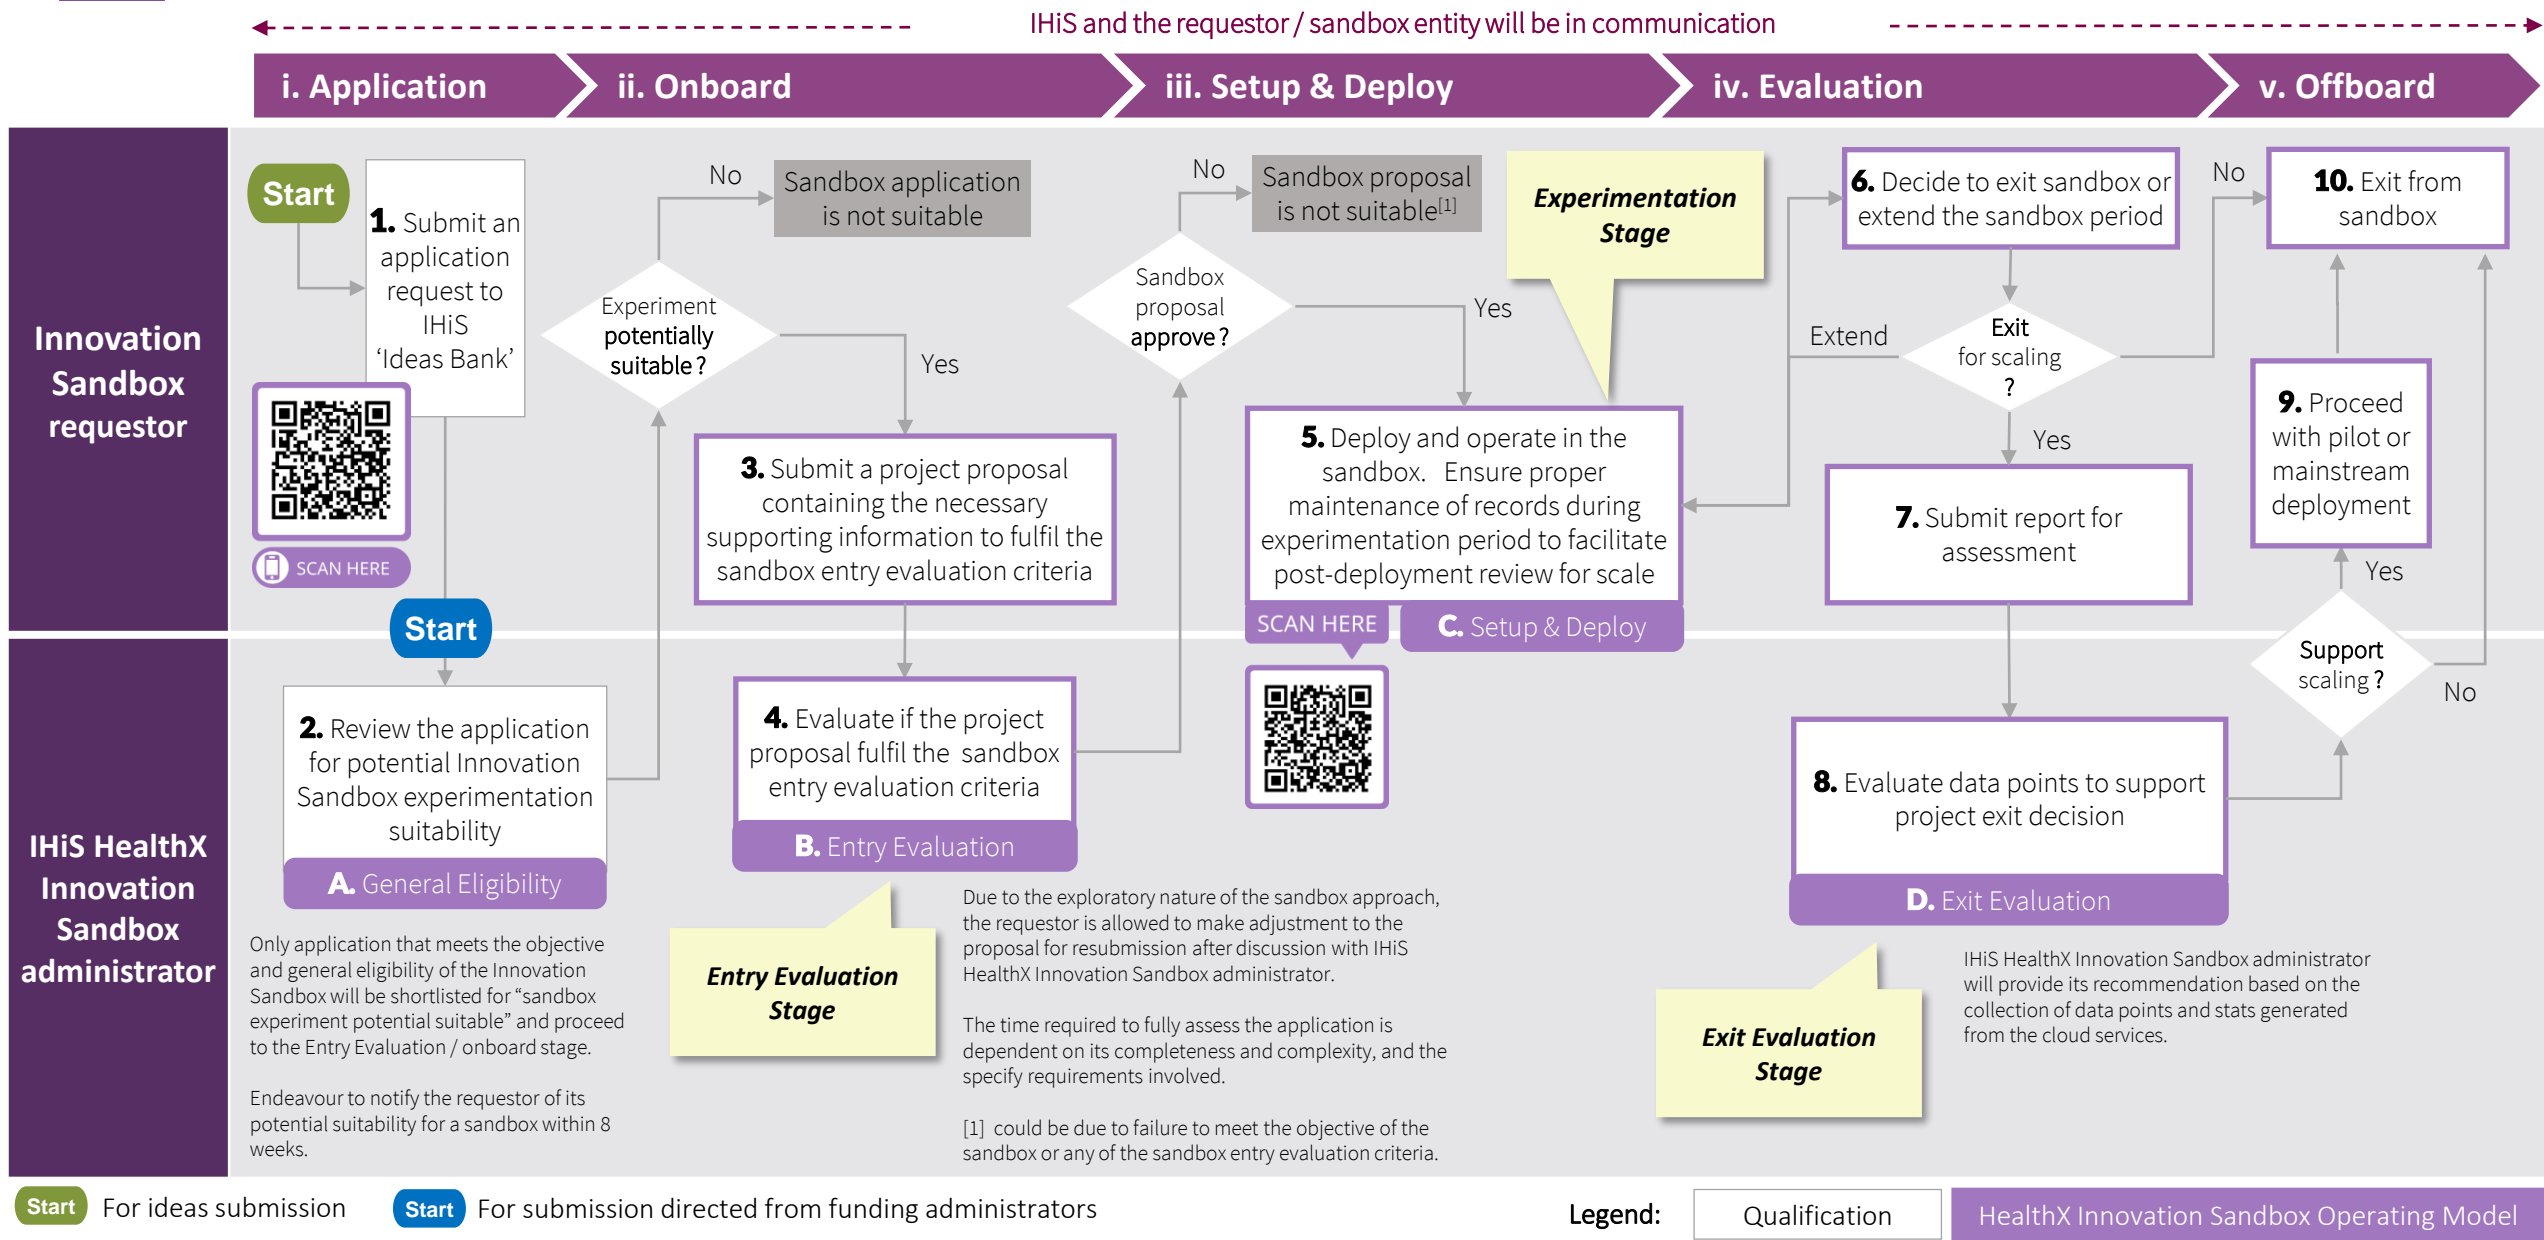 IHiS and the requestor / sandbox entity will be in communication
i. Application
ii. Onboard
iii. Setup & Deploy
iv. Evaluation
v. Offboard
Innovation
Sandbox
requestor
Start
1. Submit an
application
request to
IHiS
‘Ideas Bank’
SCAN HERE
Start
No
Sandbox application
is not suitable
Experiment
potentially
suitable ?
Yes
3. Submit a project proposal
containing the necessary
supporting information to fulfil the
sandbox entry evaluation criteria
No
Sandbox proposal
is not suitable[1]
Sandbox
proposal
approve ?
Yes
Experimentation
Stage
5. Deploy and operate in the
sandbox. Ensure proper
maintenance of records during
experimentation period to facilitate
post-deployment review for scale
SCAN HERE
C. Setup & Deploy
6. Decide to exit sandbox or
extend the sandbox period
Extend
Exit
for scaling
?
No
Yes
7. Submit report for
assessment
10. Exit from
sandbox
9. Proceed
with pilot or
mainstream
deployment
Yes
Support
scaling ?
No
IHiS HealthX
Innovation
Sandbox
administrator
2. Review the application
for potential Innovation
Sandbox experimentation
suitability
A. General Eligibility
Only application that meets the objective
and general eligibility of the Innovation
Sandbox will be shortlisted for “sandbox
experiment potential suitable” and proceed
to the Entry Evaluation / onboard stage.
Endeavour to notify the requestor of its
potential suitability for a sandbox within 8
weeks.
4. Evaluate if the project
proposal fulfil the sandbox
entry evaluation criteria
B. Entry Evaluation
Entry Evaluation
Stage
Due to the exploratory nature of the sandbox approach,
the requestor is allowed to make adjustment to the
proposal for resubmission after discussion with IHiS
HealthX Innovation Sandbox administrator.
The time required to fully assess the application is
dependent on its completeness and complexity, and the
specify requirements involved.
[1] could be due to failure to meet the objective of the
sandbox or any of the sandbox entry evaluation criteria.
8. Evaluate data points to support
project exit decision
D. Exit Evaluation
Exit Evaluation
Stage
IHiS HealthX Innovation Sandbox administrator
will provide its recommendation based on the
collection of data points and stats generated
from the cloud services.
Start For ideas submission
Start For submission directed from funding administrators
Legend:
Qualification
HealthX Innovation Sandbox Operating Model